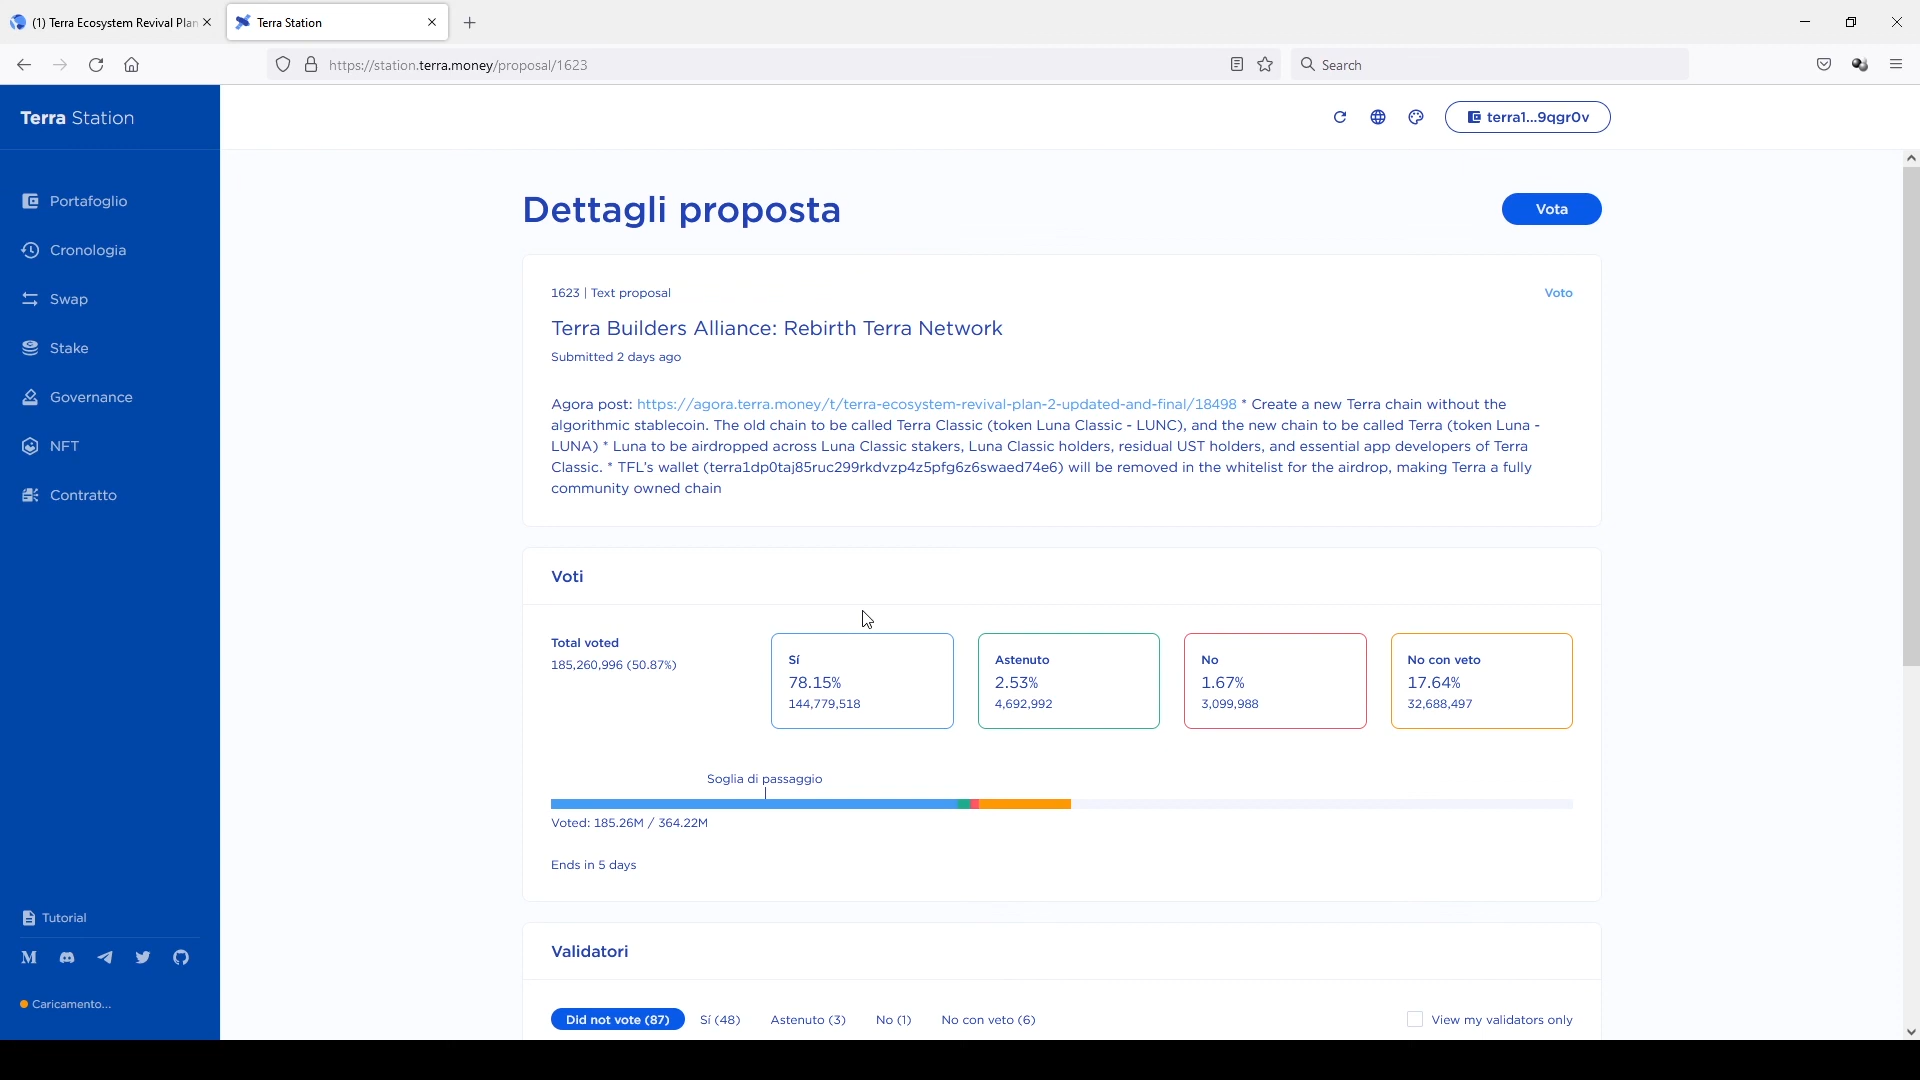 (1) Terra Ecosystem Revival Plan
Terra Station
https://station.terra.money/proposal/1623
Search
Terra Station
terra1...9qgr0v
Portafoglio
Cronologia
Swap
Stake
Governance
NFT
Contratto
Tutorial
Caricamento...
Dettagli proposta
Vota
1623 | Text proposal
Voto
Terra Builders Alliance: Rebirth Terra Network
Submitted 2 days ago
Agora post: https://agora.terra.money/t/terra-ecosystem-revival-plan-2-updated-and-final/18498 * Create a new Terra chain without the
algorithmic stablecoin. The old chain to be called Terra Classic (token Luna Classic - LUNC), and the new chain to be called Terra (token Luna -
LUNA) * Luna to be airdropped across Luna Classic stakers, Luna Classic holders, residual UST holders, and essential app developers of Terra
Classic. * TFL's wallet (terra1dp0taj85ruc299rkdvzp4z5pfg6z6swaed74e6) will be removed in the whitelist for the airdrop, making Terra a fully
community owned chain
Voti
Total voted
185,260,996 (50.87%)
Sí
78.15%
144,779,518
Astenuto
2.53%
4,692,992
No
1.67%
3,099,988
No con veto
17.64%
32,688,497
Soglia di passaggio
Voted: 185.26M / 364.22M
Ends in 5 days
Validatori
Did not vote (87)
Sí (48)
Astenuto (3)
No (1)
No con veto (6)
View my validators only